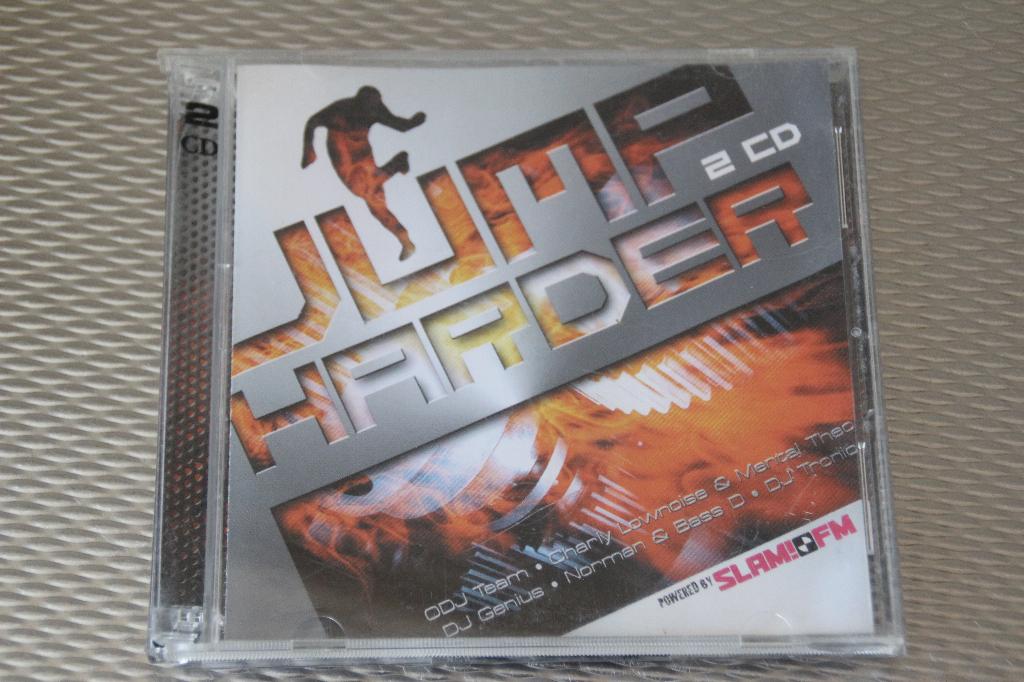 2
CD
JUMP
2 CD
HARDER
ODJ Team • Charly Lownoise & Mental Theo
DJ Genius • Norman & Bass D • DJ Tronic
POWERED BY SLAM! FM